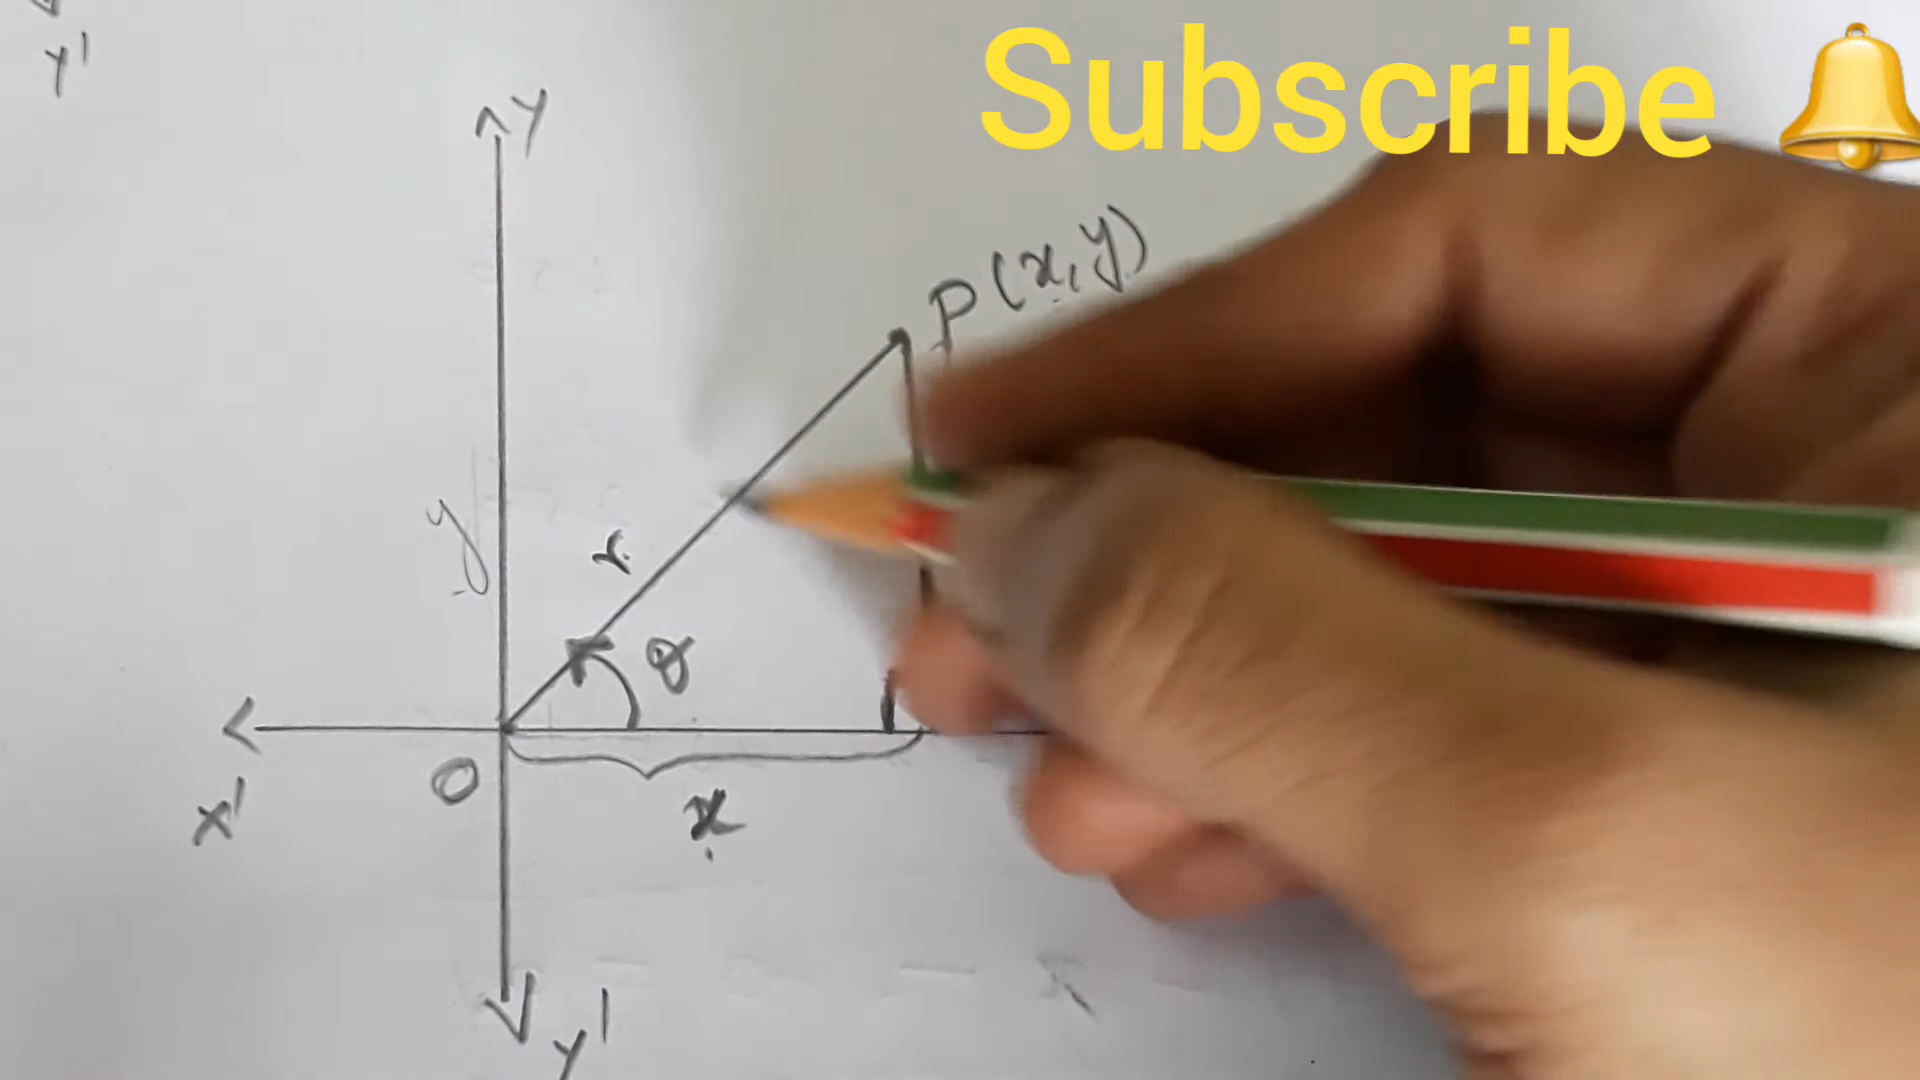 Subscribe 🔔
y'
y
P(x,y)
y
r
θ
O
x'
x
y'